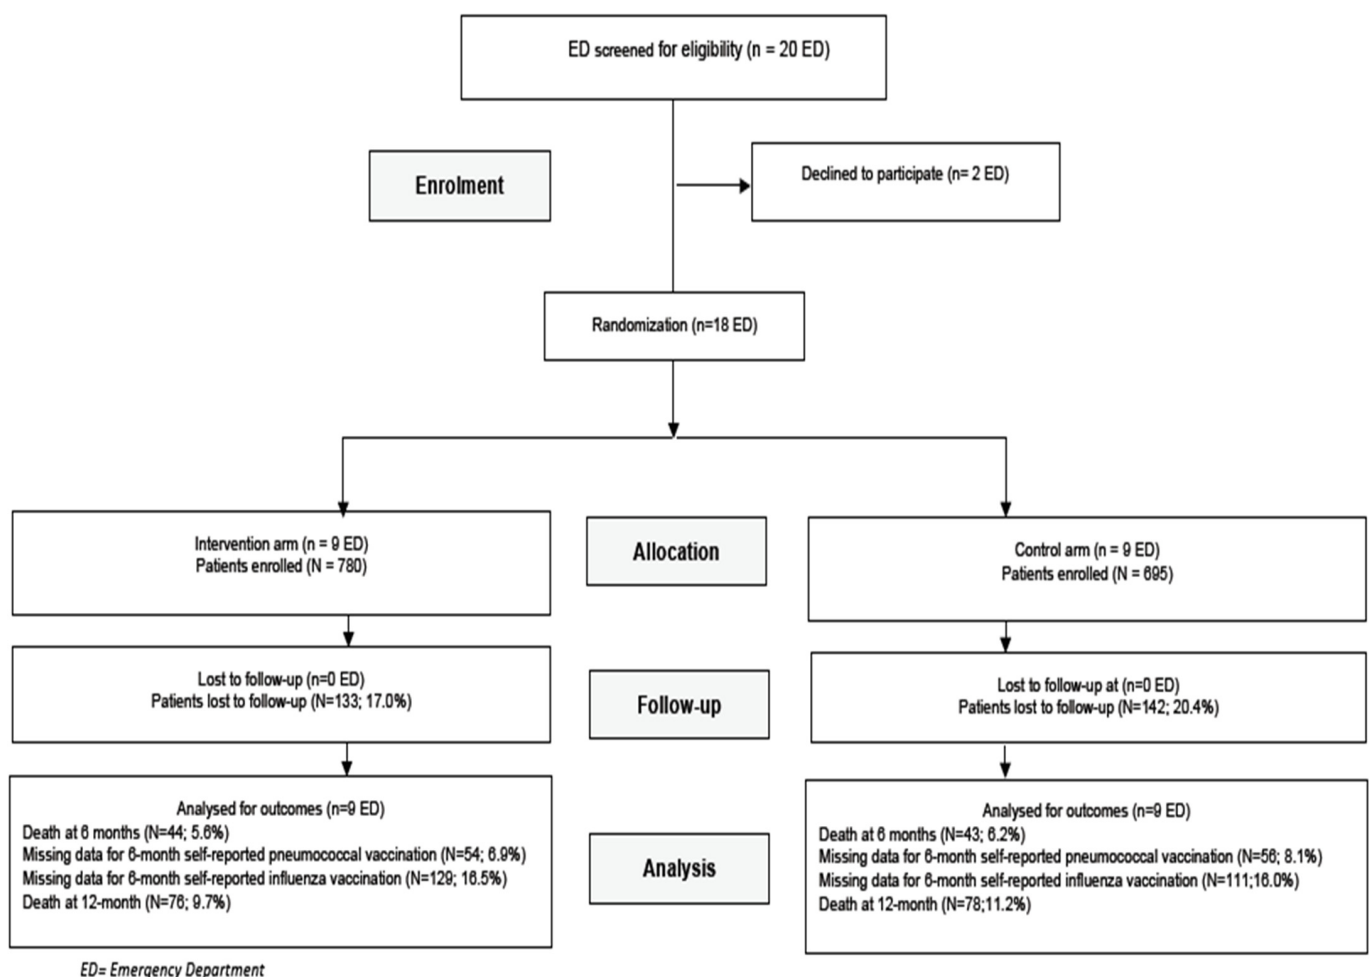 ED screened for eligibility (n = 20 ED)
Enrolment
Declined to participate (n= 2 ED)
Randomization (n=18 ED)
Intervention arm (n = 9 ED)
Patients enrolled (N = 780)
Allocation
Control arm (n = 9 ED)
Patients enrolled (N = 695)
Lost to follow-up (n=0 ED)
Patients lost to follow-up (N=133; 17.0%)
Follow-up
Lost to follow-up at (n=0 ED)
Patients lost to follow-up (N=142; 20.4%)
Analysed for outcomes (n=9 ED)
Death at 6 months (N=44; 5.6%)
Missing data for 6-month self-reported pneumococcal vaccination (N=54; 6.9%)
Missing data for 6-month self-reported influenza vaccination (N=129; 16.5%)
Death at 12-month (N=76; 9.7%)
Analysis
Analysed for outcomes (n=9 ED)
Death at 6 months (N=43; 6.2%)
Missing data for 6-month self-reported pneumococcal vaccination (N=56; 8.1%)
Missing data for 6-month self-reported influenza vaccination (N=111;16.0%)
Death at 12-month (N=78;11.2%)
ED= Emergency Department